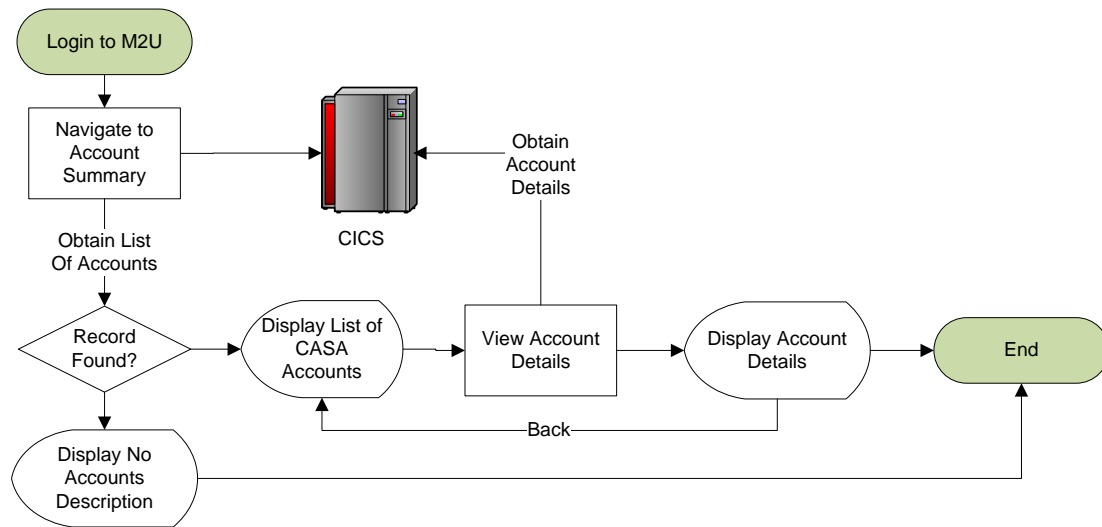 Login to M2U
Navigate to
Account
Summary
Obtain
Account
Details
CICS
Obtain List
Of Accounts
Record
Found?
Display List of
CASA
Accounts
View Account
Details
Display Account
Details
End
Back
Display No
Accounts
Description